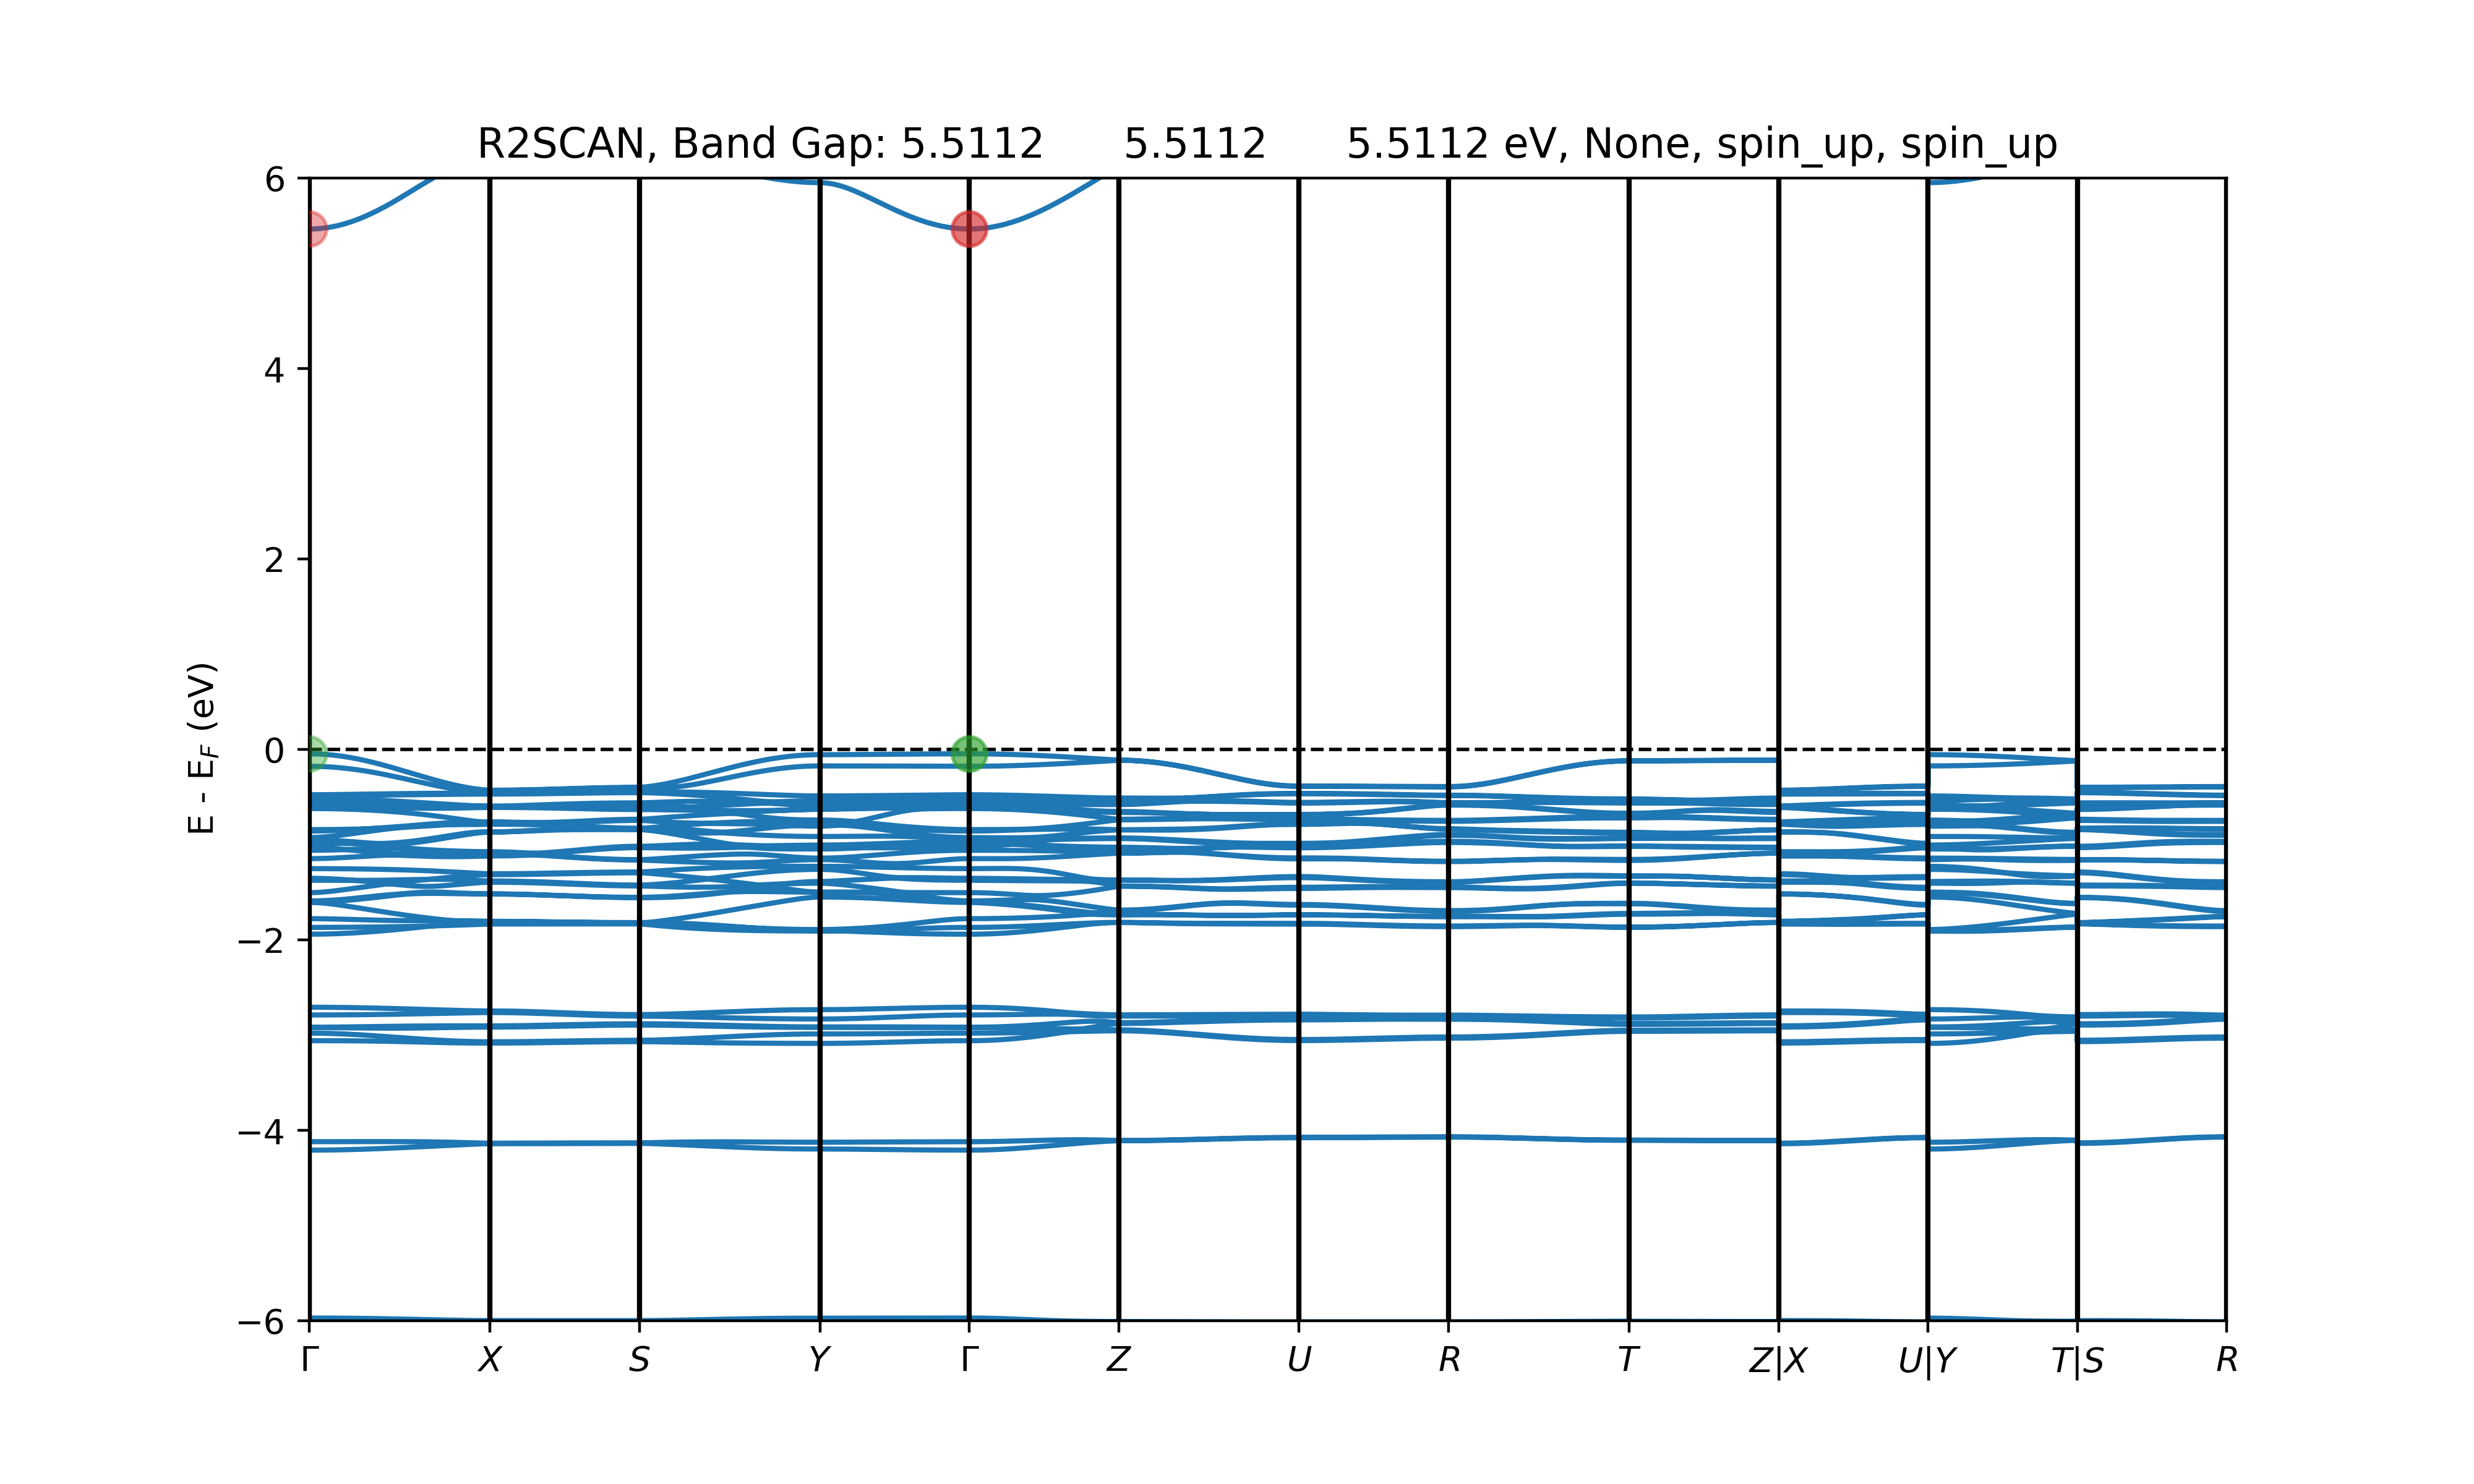 R2SCAN, Band Gap: 5.5112 5.5112 5.5112 eV, None, spin_up, spin_up
6
4
2
0
−2
−4
−6
E - E_F (eV)
Γ X S Y Γ Z U R T Z|X U|Y T|S R